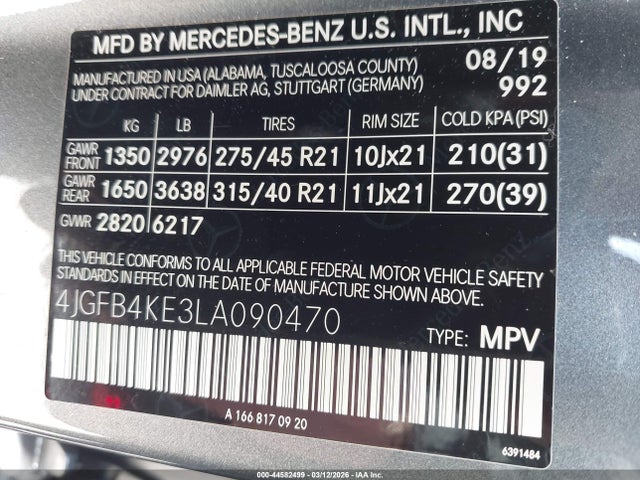 MFD BY MERCEDES-BENZ U.S. INTL., INC
MANUFACTURED IN USA (ALABAMA, TUSCALOOSA COUNTY) 08/19
UNDER CONTRACT FOR DAIMLER AG, STUTTGART (GERMANY) 992
KG LB TIRES RIM SIZE COLD KPA (PSI)
GAWR FRONT 1350 2976 275/45 R21 10Jx21 210(31)
GAWR REAR 1650 3638 315/40 R21 11Jx21 270(39)
GVWR 2820 6217
THIS VEHICLE CONFORMS TO ALL APPLICABLE FEDERAL MOTOR VEHICLE SAFETY
STANDARDS IN EFFECT ON THE DATE OF MANUFACTURE SHOWN ABOVE.
4JGFB4KE3LA090470
TYPE: MPV
A 166 817 09 20
6391484
000-44582499 - 03/12/2026 - IAA Inc.